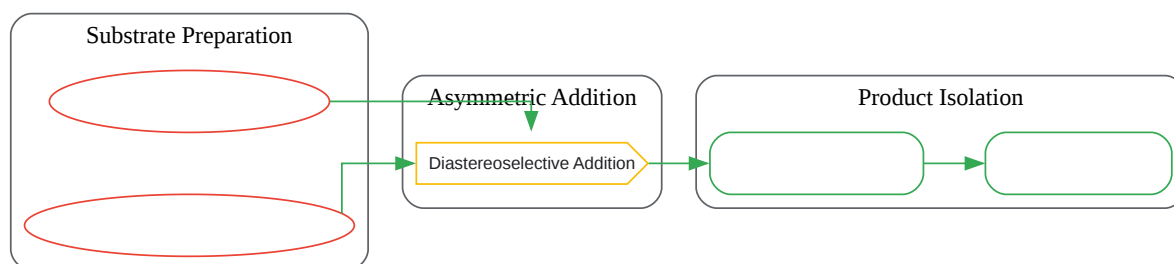 Substrate Preparation
Asymmetric Addition
Product Isolation
Diastereoselective Addition